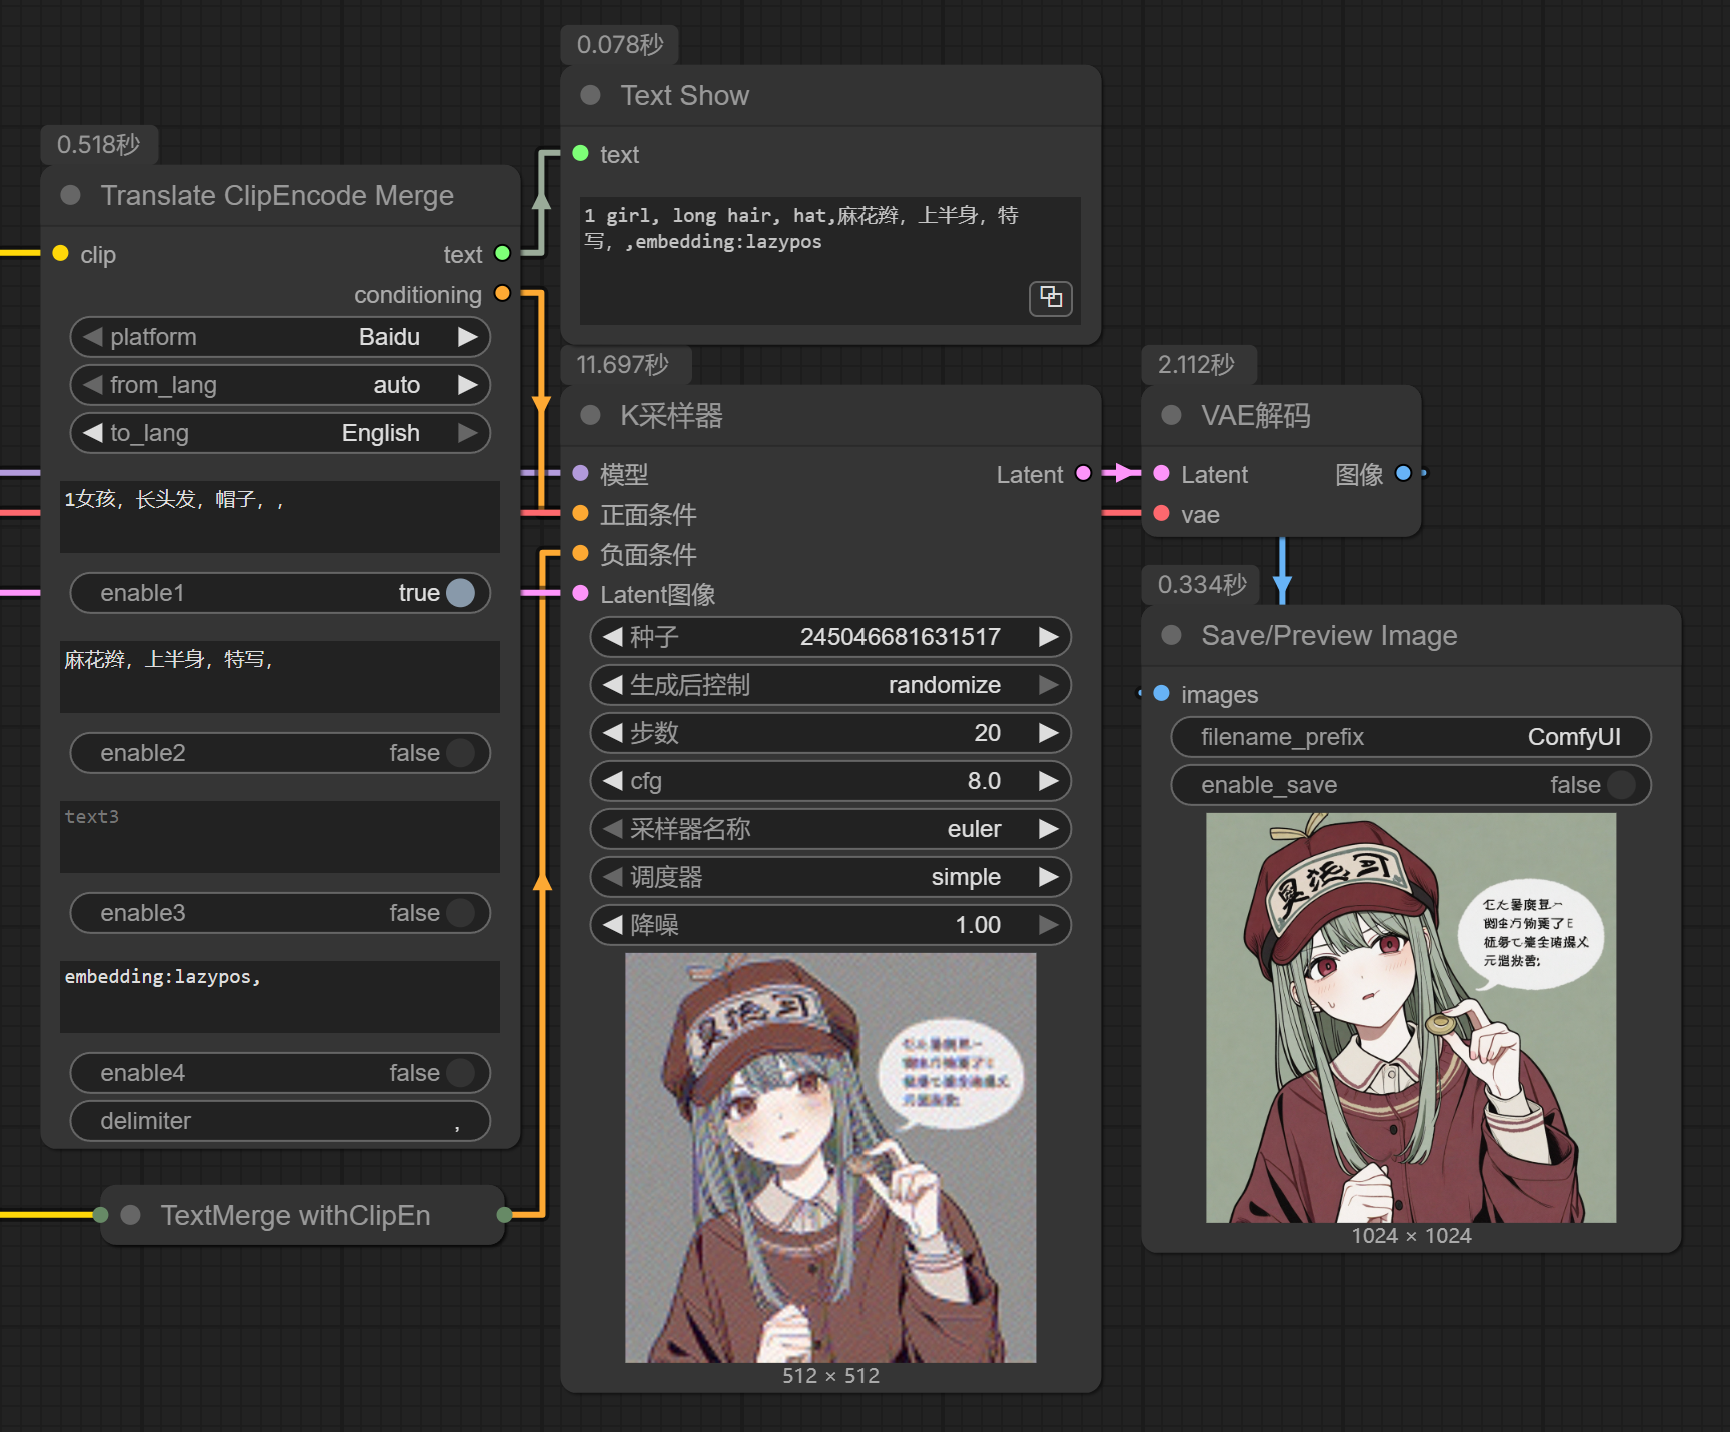 0.078秒
Text Show
text
1 girl, long hair, hat,麻花辫，上半身，特
写，,embedding:lazypos
0.518秒
Translate ClipEncode Merge
clip
text
conditioning
platform Baidu
from_lang auto
to_lang English
1女孩，长头发，帽子，,
enable1 true
麻花辫，上半身，特写，
enable2 false
text3
enable3 false
embedding:lazypos,
enable4 false
delimiter ,
TextMerge withClipEn
11.697秒
K采样器
模型
Latent
正面条件
负面条件
Latent图像
种子 245046681631517
生成后控制 randomize
步数 20
cfg 8.0
采样器名称 euler
调度器 simple
降噪 1.00
512 × 512
2.112秒
VAE解码
Latent
图像
vae
0.334秒
Save/Preview Image
images
filename_prefix ComfyUI
enable_save false
1024 × 1024